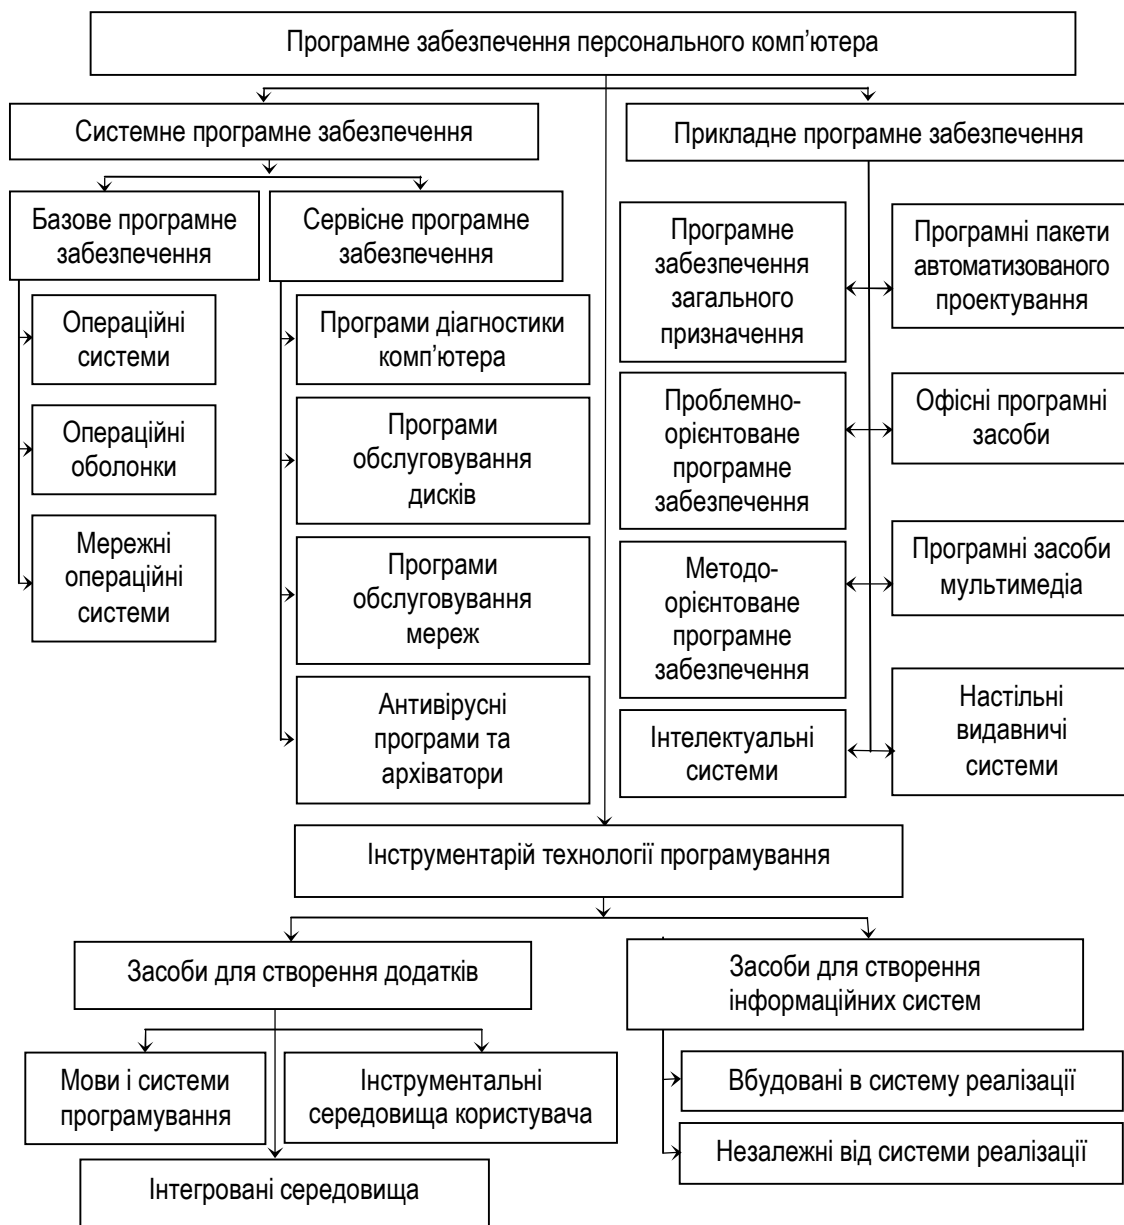 Програмне забезпечення персонального комп’ютера
Системне програмне забезпечення
Прикладне програмне забезпечення
Базове програмне
забезпечення
Сервісне програмне
забезпечення
Операційні
системи
Операційні
оболонки
Мережні
операційні
системи
Програми діагностики
комп’ютера
Програми
обслуговування
дисків
Програми
обслуговування
мереж
Антивірусні
програми та
архіватори
Програмне
забезпечення
загального
призначення
Проблемно-
орієнтоване
програмне
забезпечення
Методо-
орієнтоване
програмне
забезпечення
Інтелектуальні
системи
Програмні пакети
автоматизованого
проектування
Офісні програмні
засоби
Програмні засоби
мультимедіа
Настільні
видавничі
системи
Інструментарій технології програмування
Засоби для створення додатків
Засоби для створення
інформаційних систем
Мови і системи
програмування
Інструментальні
середовища користувача
Інтегровані середовища
Вбудовані в систему реалізації
Незалежні від системи реалізації